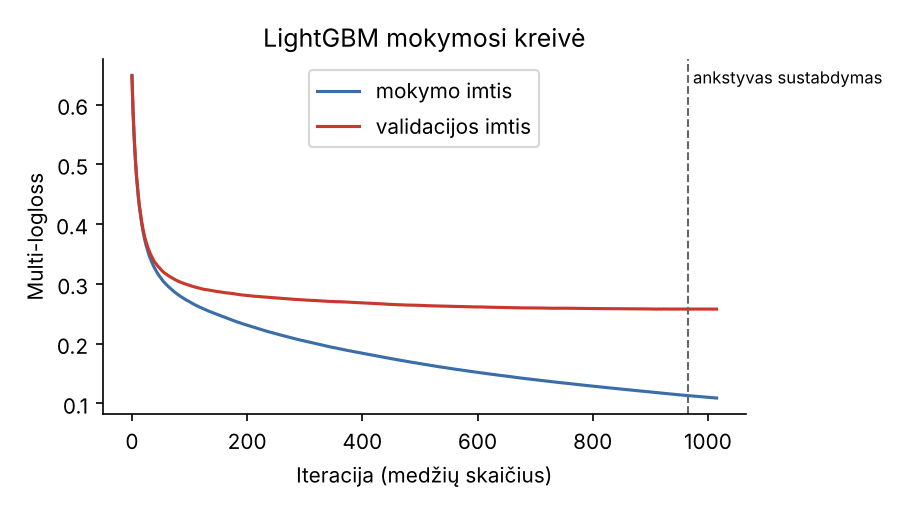 LightGBM mokymosi kreivė
mokymo imtis
validacijos imtis
ankstyvas sustabdymas
Multi-logloss
0.6
0.5
0.4
0.3
0.2
0.1
0 200 400 600 800 1000
Iteracija (medžių skaičius)